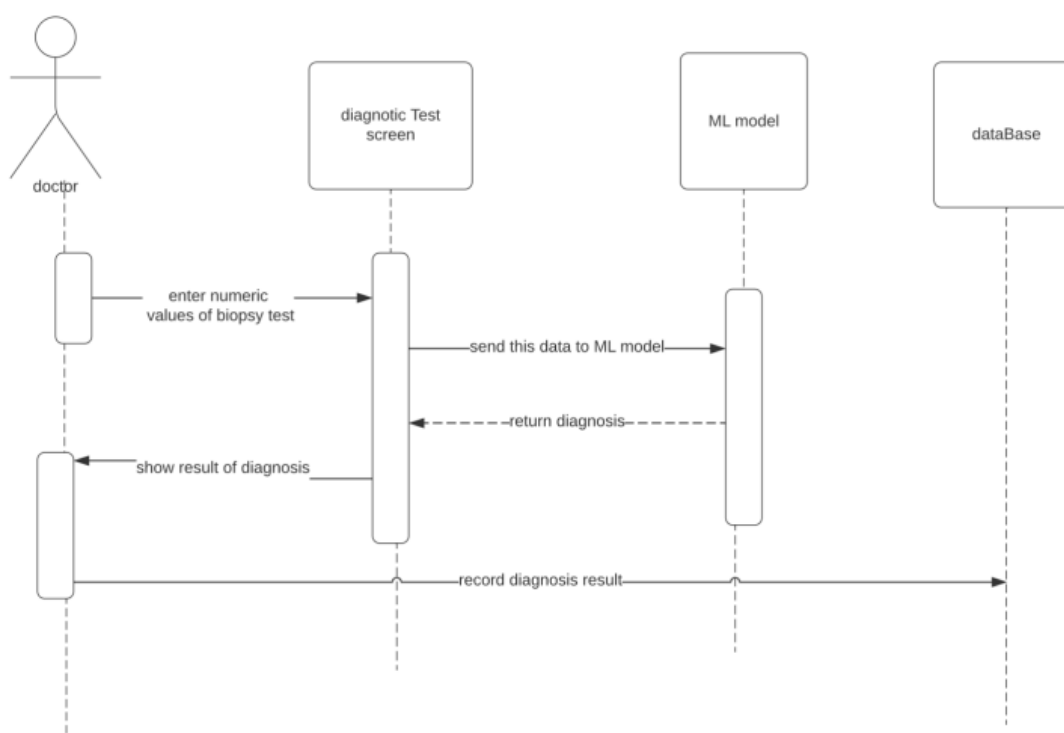 diagnotic Test
screen
ML model
dataBase
doctor
enter numeric
values of biopsy test
send this data to ML model
return diagnosis
show result of diagnosis
record diagnosis result